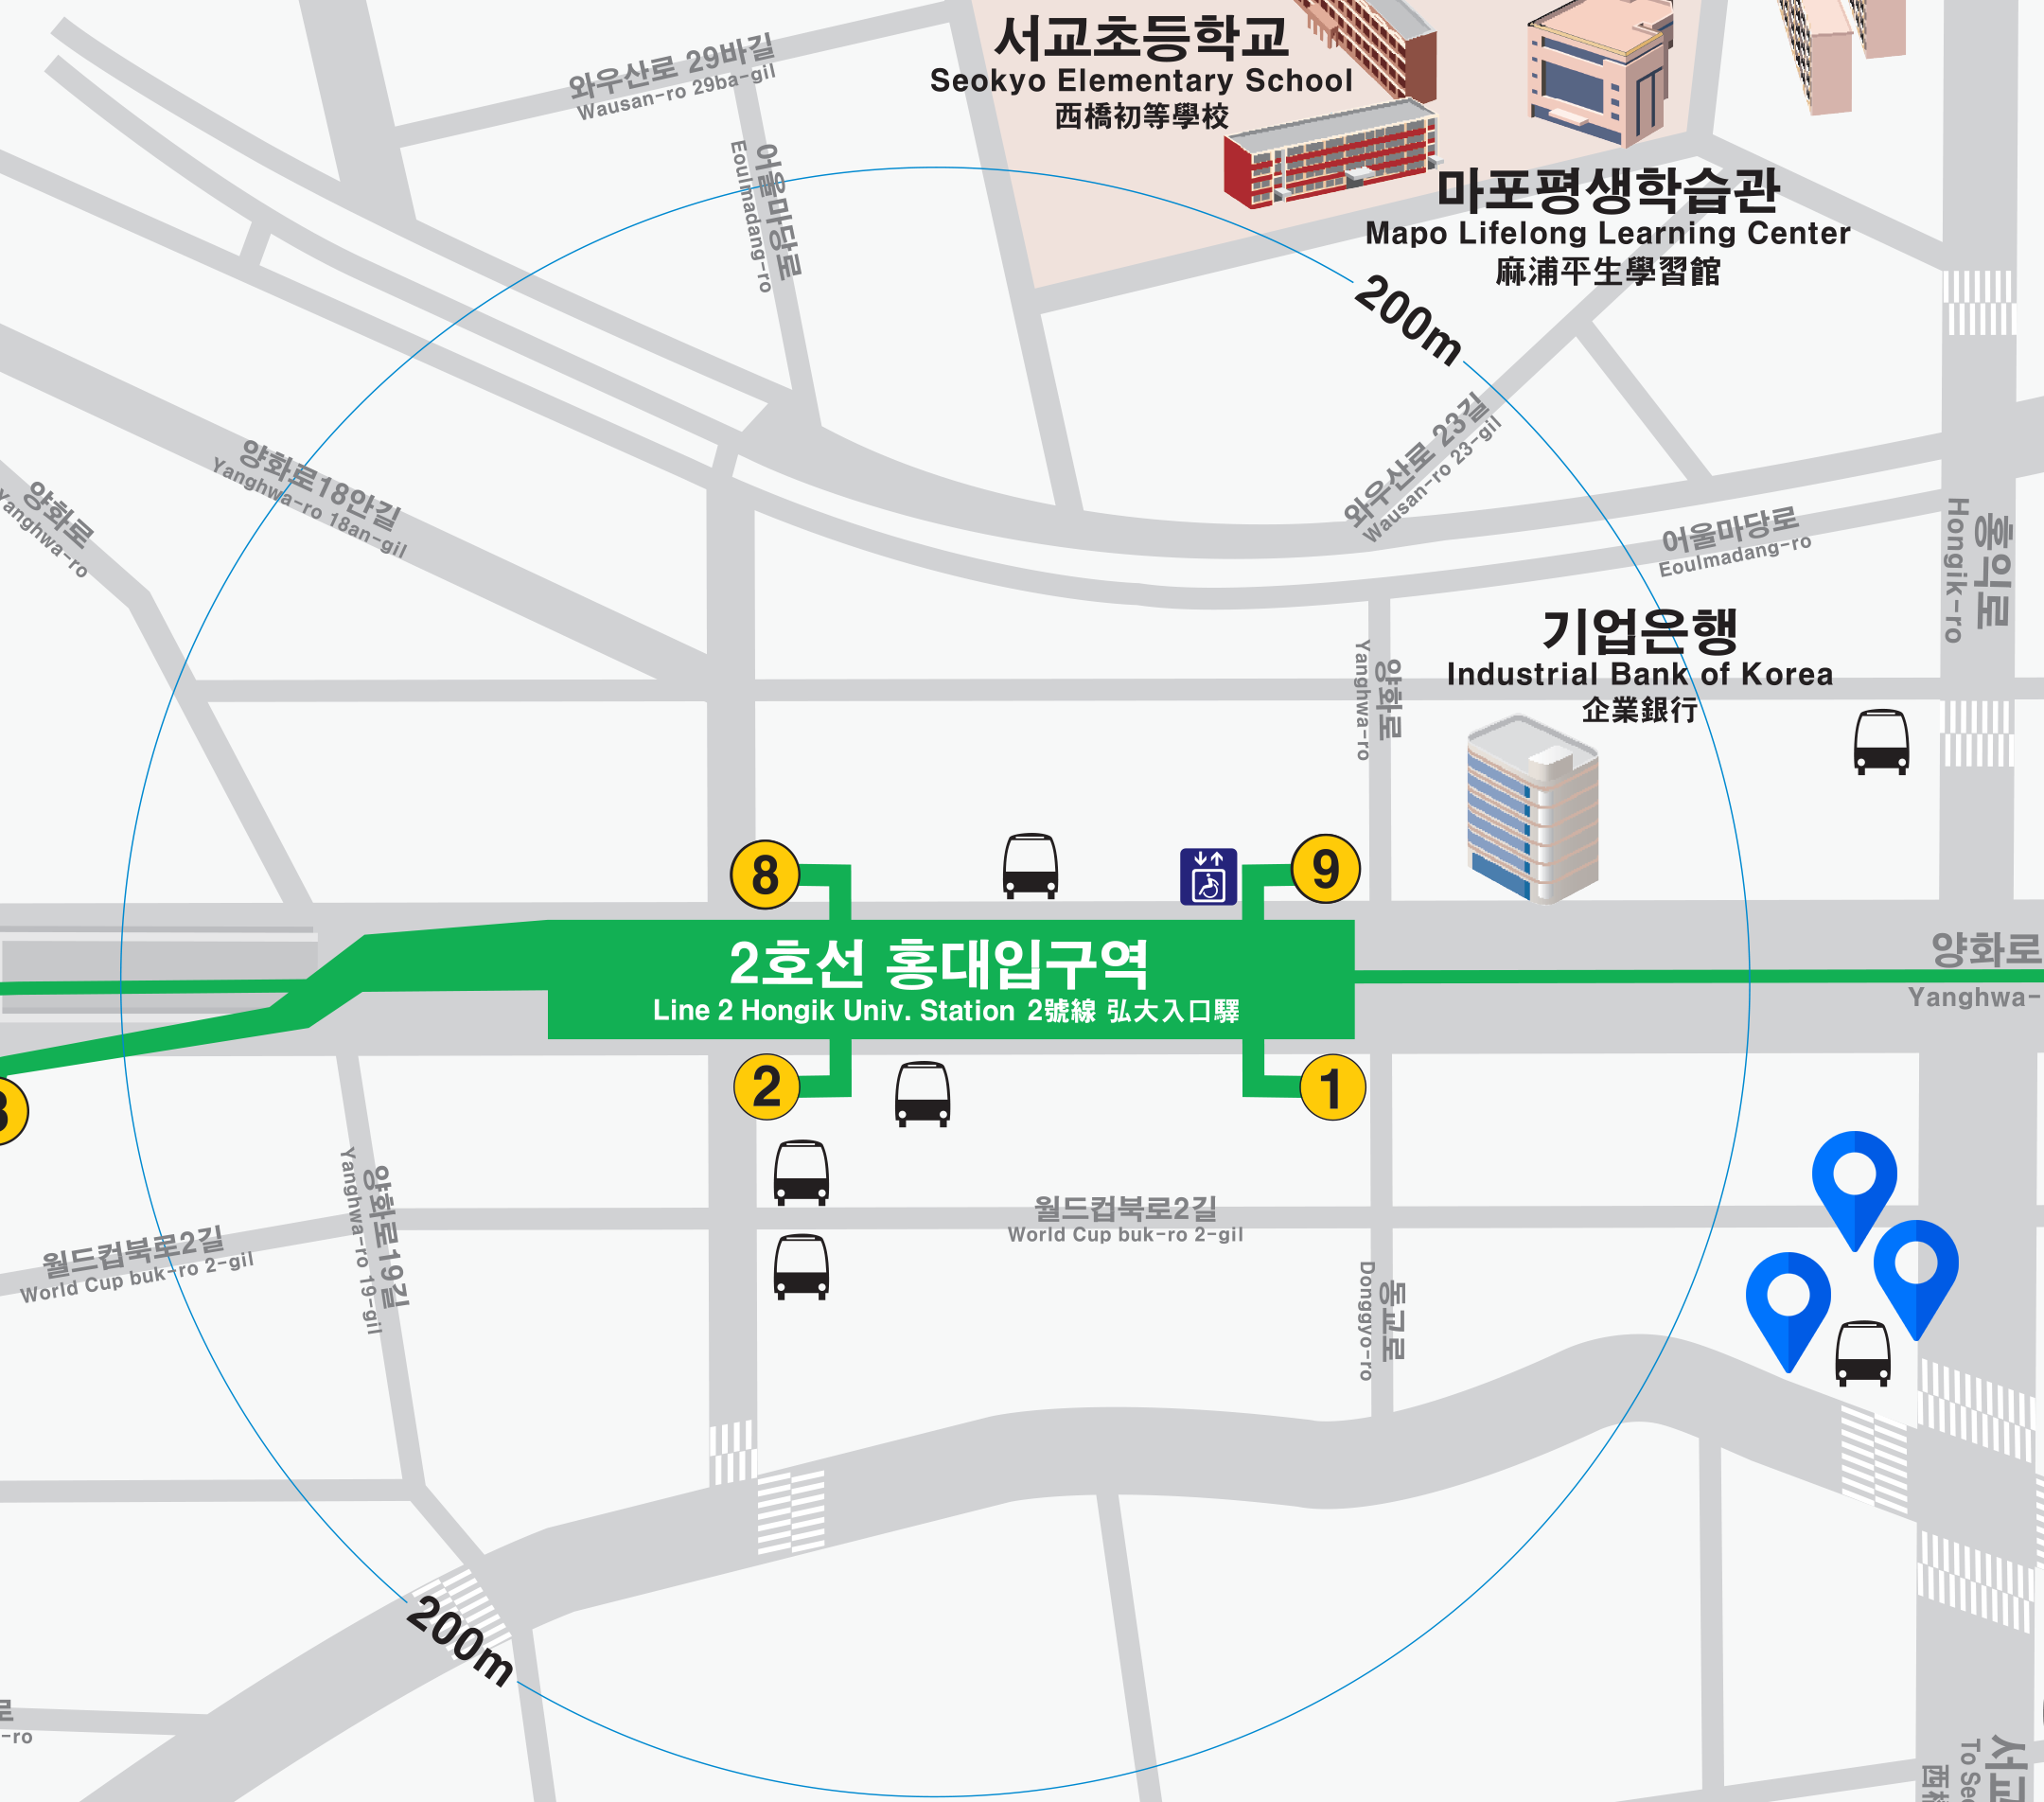 와우산로 29바길
Wausan-ro 29ba-gil
서교초등학교
Seokyo Elementary School
西橋初等學校
어울마당로
Eoulmadang-ro
마포평생학습관
Mapo Lifelong Learning Center
麻浦平生學習館
200m
와우산로 23길
Wausan-ro 23-gil
양화로18안길
Yanghwa-ro 18an-gil
양화로
Yanghwa-ro
어울마당로
Eoulmadang-ro
홍익로
Hongik-ro
기업은행
Industrial Bank of Korea
企業銀行
양화로
Yanghwa-ro
8
9
2호선 홍대입구역
Line 2 Hongik Univ. Station 2號線 弘大入口驛
양화로
Yanghwa-
2
1
양화로19길
Yanghwa-ro 19-gil
월드컵북로2길
World Cup buk-ro 2-gil
월드컵북로2길
World Cup buk-ro 2-gil
동교로
Donggyo-ro
200m
로
-ro
서교
To Seo
西橋